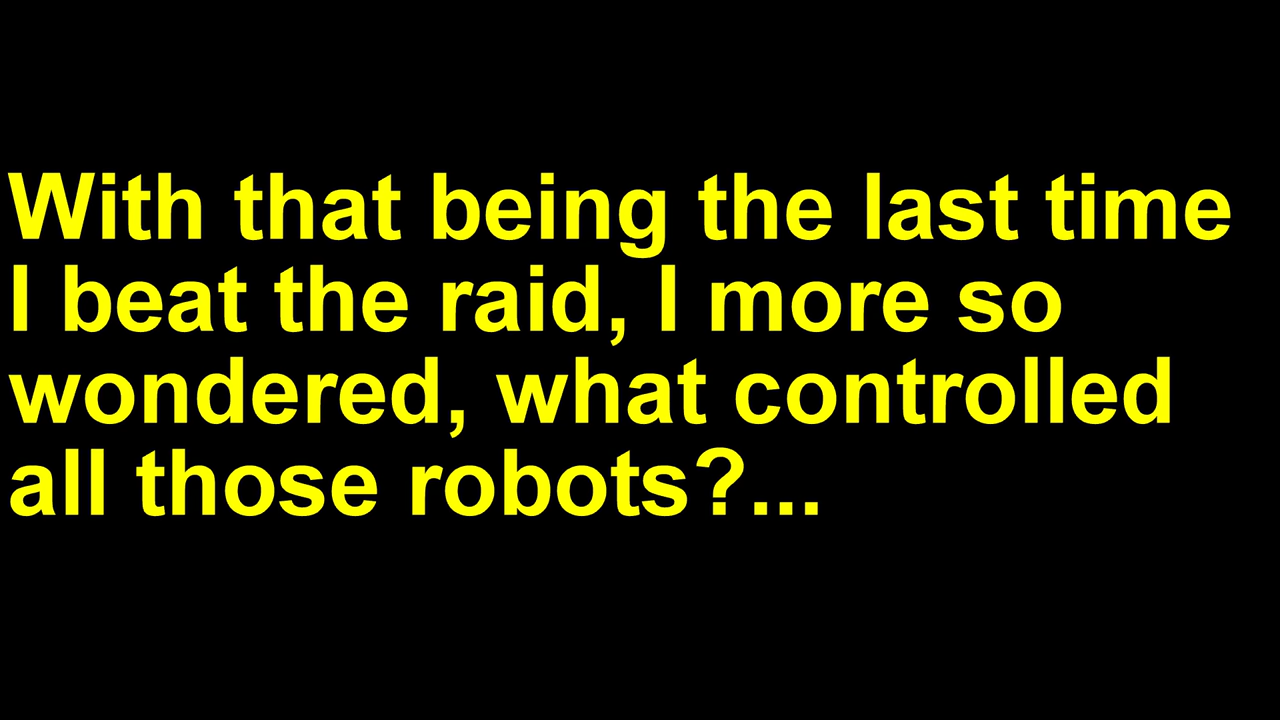 With that being the last time
I beat the raid, I more so
wondered, what controlled
all those robots?...